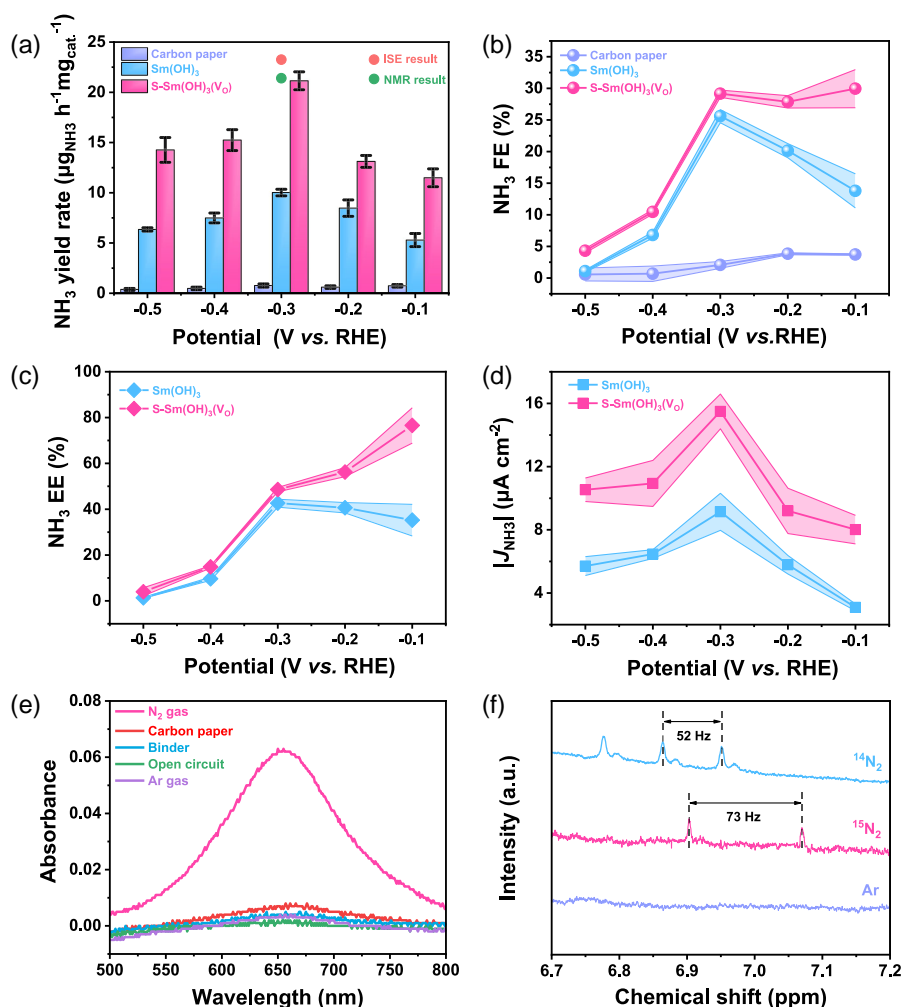 (a)
25
20
15
10
5
0
NH₃ yield rate (μg_NH3 h⁻¹mg_cat.⁻¹)
Carbon paper
Sm(OH)₃
S-Sm(OH)₃(V_O)
ISE result
NMR result
-0.5 -0.4 -0.3 -0.2 -0.1
Potential (V vs. RHE)
(b)
35
30
25
20
15
10
5
0
NH₃ FE (%)
Carbon paper
Sm(OH)₃
S-Sm(OH)₃(V_O)
-0.5 -0.4 -0.3 -0.2 -0.1
Potential (V vs.RHE)
(c)
100
80
60
40
20
0
NH₃ EE (%)
Sm(OH)₃
S-Sm(OH)₃(V_O)
-0.5 -0.4 -0.3 -0.2 -0.1
Potential (V vs. RHE)
(d)
16
12
8
4
|J_NH3| (μA cm⁻²)
Sm(OH)₃
S-Sm(OH)₃(V_O)
-0.5 -0.4 -0.3 -0.2 -0.1
Potential (V vs. RHE)
(e)
0.08
0.06
0.04
0.02
0.00
Absorbance
N₂ gas
Carbon paper
Binder
Open circuit
Ar gas
500 550 600 650 700 750 800
Wavelength (nm)
(f)
Intensity (a.u.)
52 Hz
¹⁴N₂
73 Hz
¹⁵N₂
Ar
6.7 6.8 6.9 7.0 7.1 7.2
Chemical shift (ppm)